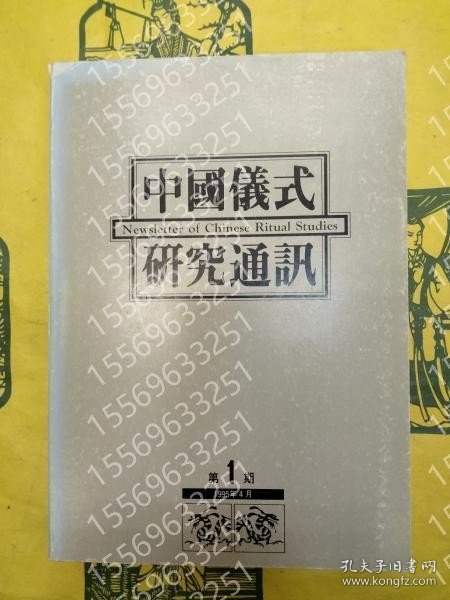 中國儀式
Newsletter of Chinese Ritual Studies
研究通訊
第1期
1995年4月
15569633251
孔夫子旧书网
www.kongfz.com